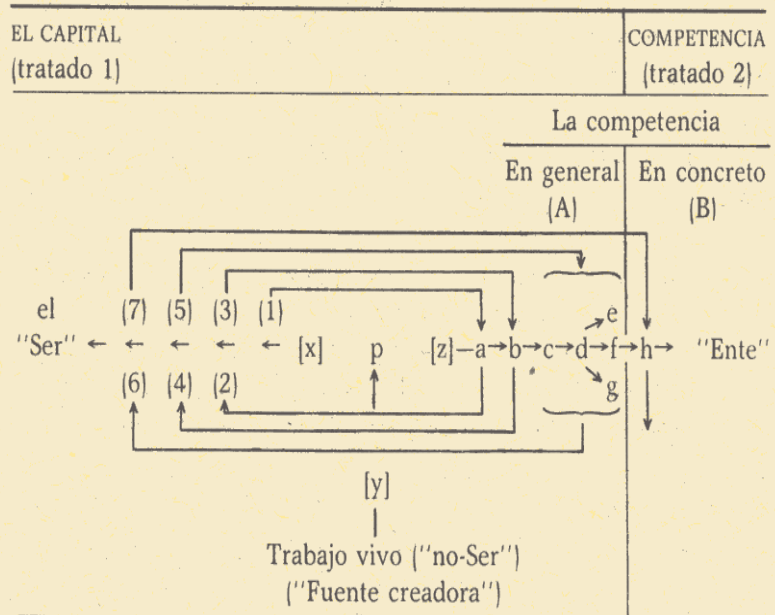 EL CAPITAL COMPETENCIA
(tratado 1) (tratado 2)
La competencia
En general En concreto
(A) (B)
el (7) (5) (3) (1) e
''Ser'' ← ← ← ← ← [x] p [z]—a→b→c→d→f→h→ ''Ente''
(6) (4) (2) g
[y]
Trabajo vivo (''no-Ser'')
(''Fuente creadora'')